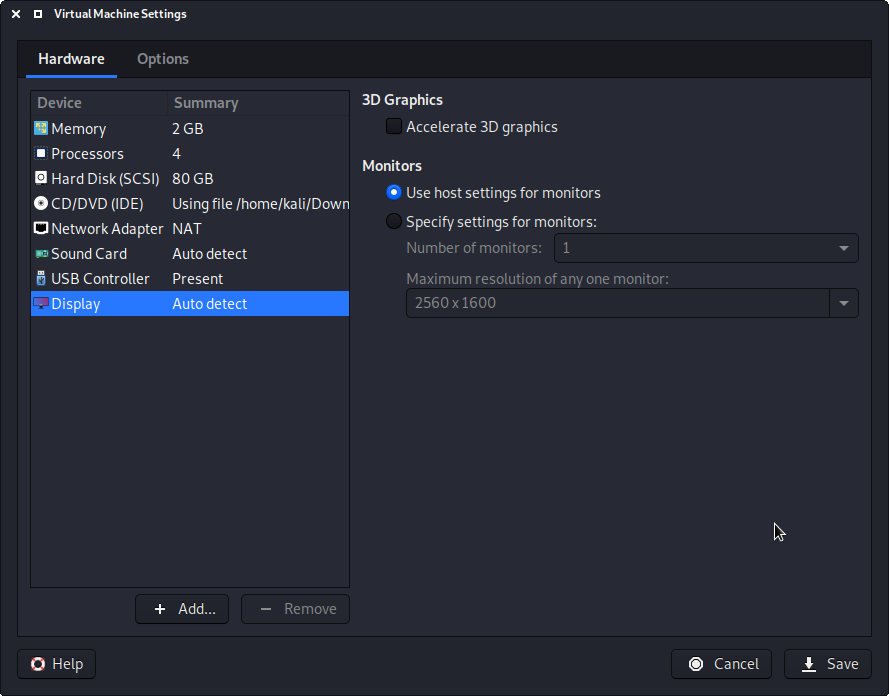 Virtual Machine Settings
Hardware Options
Device Summary
Memory 2 GB
Processors 4
Hard Disk (SCSI) 80 GB
CD/DVD (IDE) Using file /home/kali/Down
Network Adapter NAT
Sound Card Auto detect
USB Controller Present
Display Auto detect
Add...
Remove
3D Graphics
Accelerate 3D graphics
Monitors
Use host settings for monitors
Specify settings for monitors:
Number of monitors: 1
Maximum resolution of any one monitor:
2560 x 1600
Help
Cancel
Save